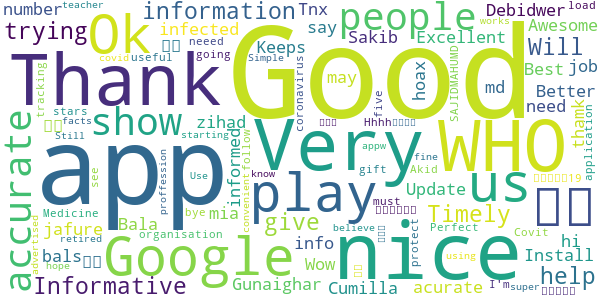 number
teacher
trying
Ok
information
Tnx
people
Debidwer
load
works
covid
infected
say
Sakib
Excellent
Awesome
Thank
useful
neeed
going
Keeps
Good
Will
Simple
may
hoax
md
Best
job
tracking
stars
facts
Still
coronavirus
five
SAJIDMAHUMD
Better
need
accurate
show
zihad
informed
Very
WHO
thamk
application
app
starting
know
appw
fine
see
Use
gift
Akid
play
us
Medicine
proffession
mia
give
convenient
follow
must
Update
Timely
jafure
Bala
bye
Perfect
Covit
hi
advertised
retired
bals
Google
organisation
info
Wow
believe
protect
nice
I'm
super
Install
using
help
hope
Informative
Gunaighar
Cumilla
acurate